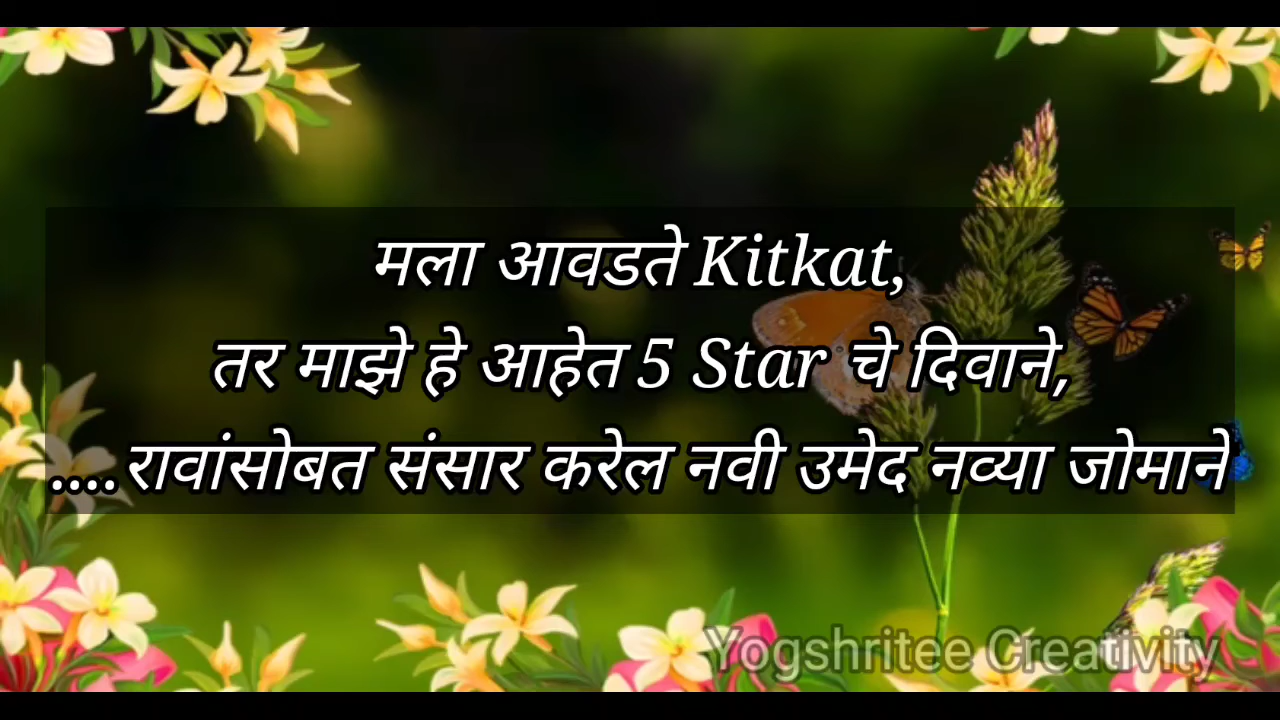 मला आवडते Kitkat,
तर माझे हे आहेत 5 Star चे दिवाने,
....रावांसोबत संसार करेल नवी उमेद नव्या जोमाने
Yogshritee Creativity